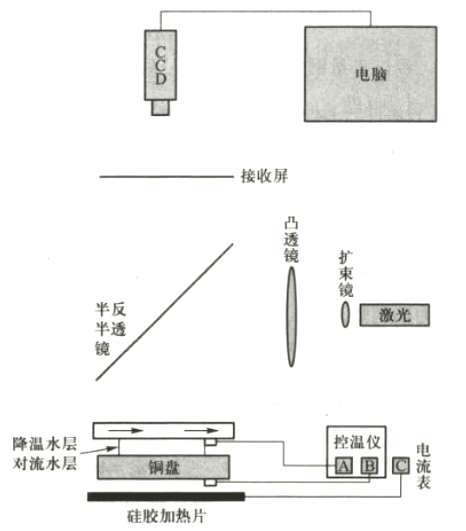 CCD
电脑
接收屏
凸透镜
扩束镜
激光
半反
半透
镜
降温水层
对流水层
铜盘
控温仪
A B C
电流表
硅胶加热片